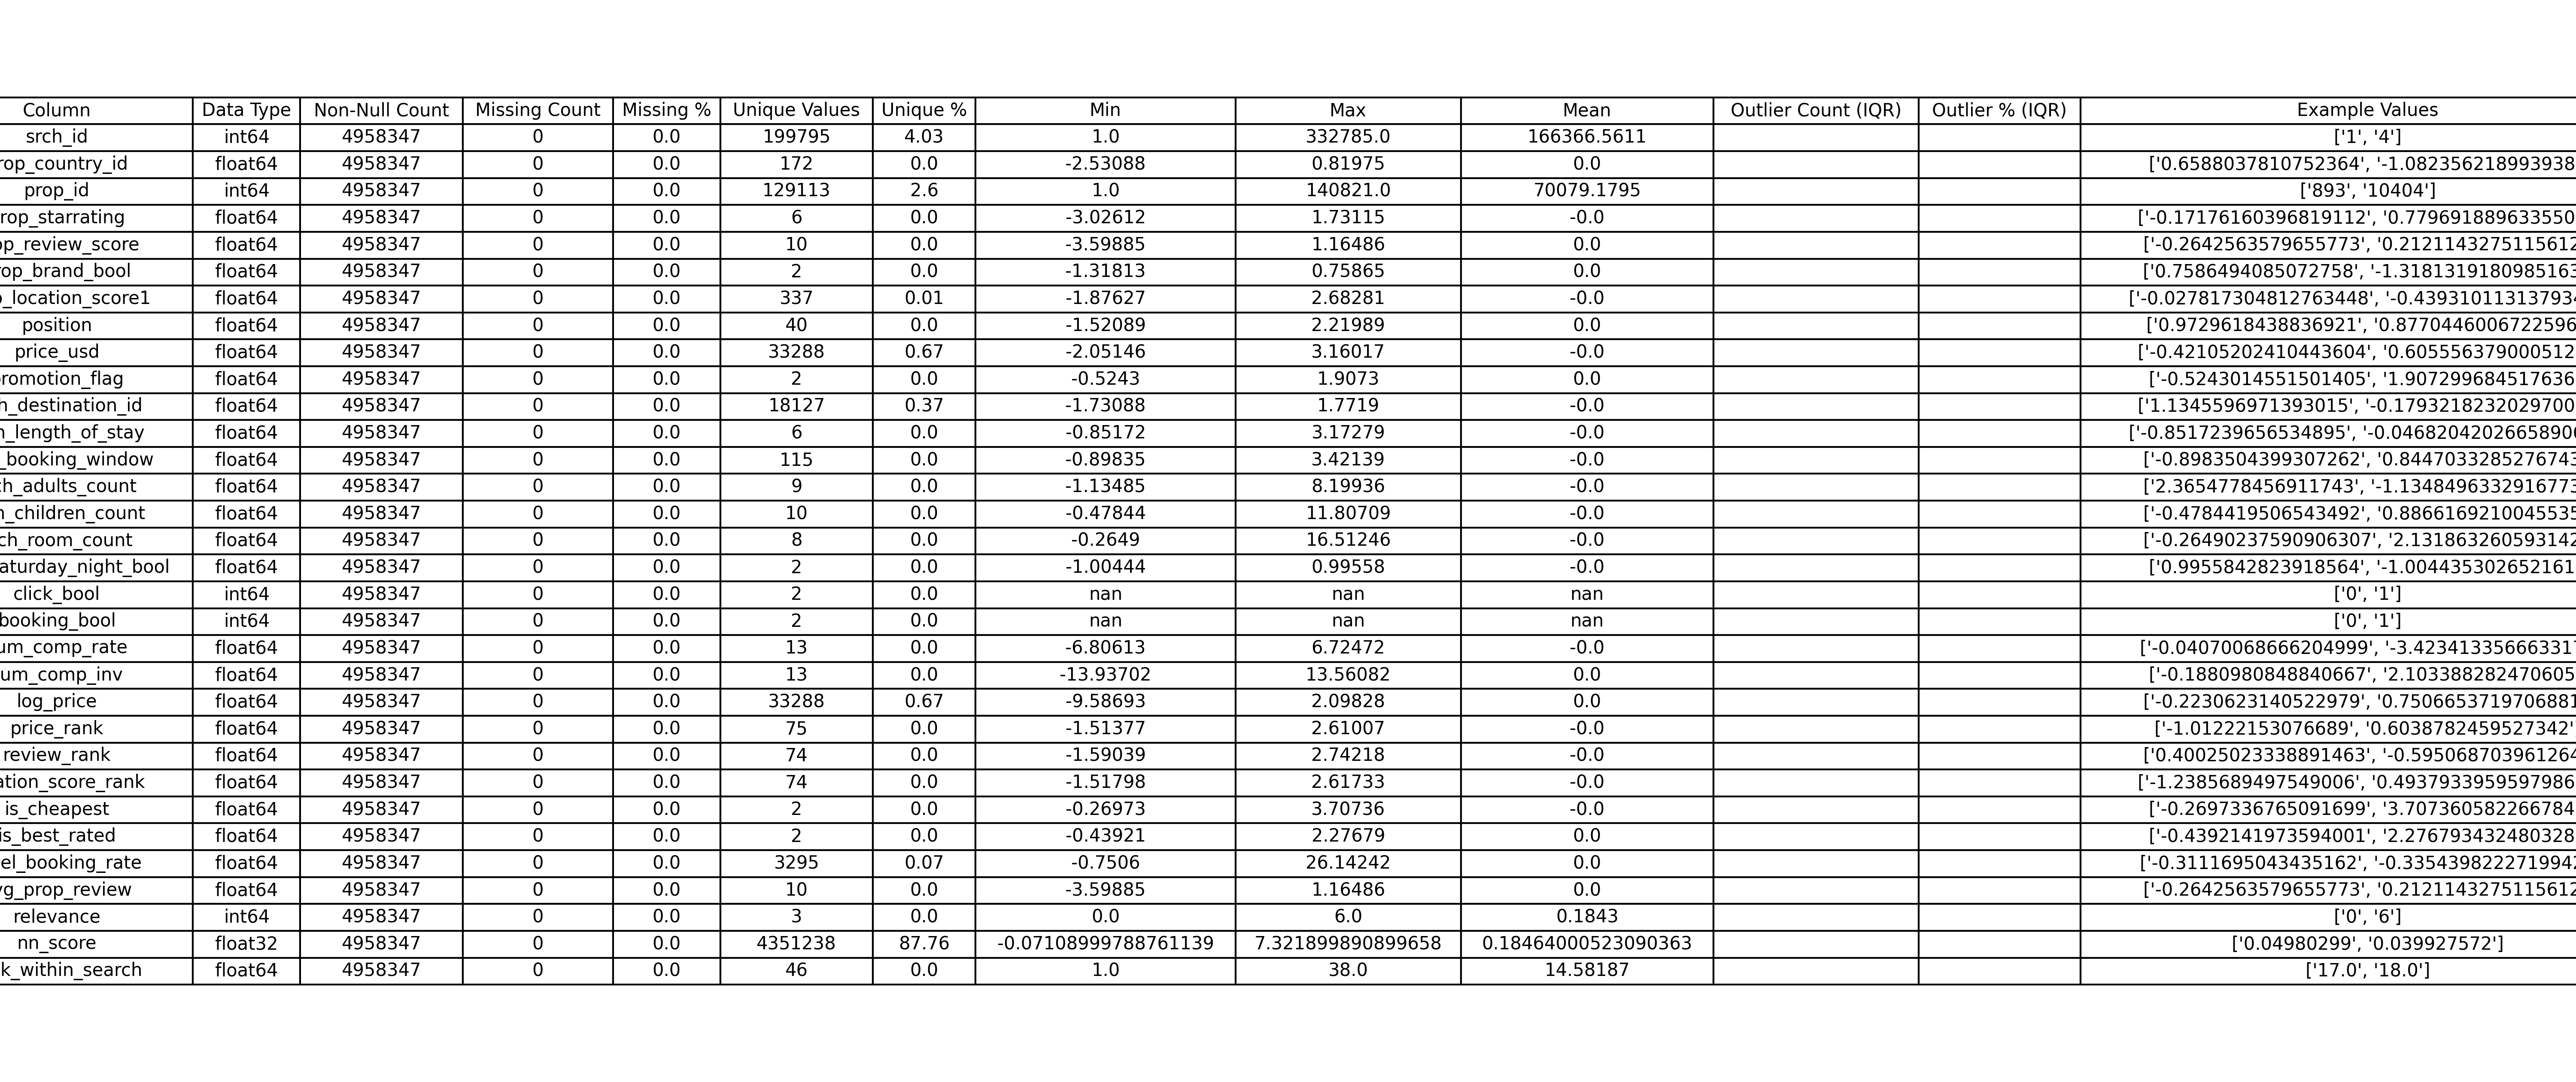 Column Data Type Non-Null Count Missing Count Missing % Unique Values Unique % Min Max Mean Outlier Count (IQR) Outlier % (IQR) Example Values
srch_id int64 4958347 0 0.0 199795 4.03 1.0 332785.0 166366.5611 ['1', '4']
rop_country_id float64 4958347 0 0.0 172 0.0 -2.53088 0.81975 0.0 ['0.6588037810752364', '-1.082356218993938
prop_id int64 4958347 0 0.0 129113 2.6 1.0 140821.0 70079.1795 ['893', '10404']
rop_starrating float64 4958347 0 0.0 6 0.0 -3.02612 1.73115 -0.0 ['-0.17176160396819112', '0.779691889633550
op_review_score float64 4958347 0 0.0 10 0.0 -3.59885 1.16486 0.0 ['-0.2642563579655773', '0.2121143275115612
rop_brand_bool float64 4958347 0 0.0 2 0.0 -1.31813 0.75865 0.0 ['0.7586494085072758', '-1.3181319180985163
_location_score1 float64 4958347 0 0.0 337 0.01 -1.87627 2.68281 -0.0 ['-0.027817304812763448', '-0.439310113137934
position float64 4958347 0 0.0 40 0.0 -1.52089 2.21989 0.0 ['0.9729618438836921', '0.8770446006722596
price_usd float64 4958347 0 0.0 33288 0.67 -2.05146 3.16017 -0.0 ['-0.42105202410443604', '0.605556379000512
romotion_flag float64 4958347 0 0.0 2 0.0 -0.5243 1.9073 0.0 ['-0.5243014551501405', '1.907299684517636
h_destination_id float64 4958347 0 0.0 18127 0.37 -1.73088 1.7719 -0.0 ['1.1345596971393015', '-0.1793218232029700
_length_of_stay float64 4958347 0 0.0 6 0.0 -0.85172 3.17279 -0.0 ['-0.8517239656534895', '-0.0468204202665890
_booking_window float64 4958347 0 0.0 115 0.0 -0.89835 3.42139 -0.0 ['-0.8983504399307262', '0.8447033285276743
ch_adults_count float64 4958347 0 0.0 9 0.0 -1.13485 8.19936 -0.0 ['2.3654778456911743', '-1.1348496332916773
_children_count float64 4958347 0 0.0 10 0.0 -0.47844 11.80709 -0.0 ['-0.4784419506543492', '0.8866169210045535
ch_room_count float64 4958347 0 0.0 8 0.0 -0.2649 16.51246 -0.0 ['-0.26490237590906307', '2.131863260593142
aturday_night_bool float64 4958347 0 0.0 2 0.0 -1.00444 0.99558 -0.0 ['0.9955842823918564', '-1.004435302652161
click_bool int64 4958347 0 0.0 2 0.0 nan nan nan ['0', '1']
booking_bool int64 4958347 0 0.0 2 0.0 nan nan nan ['0', '1']
um_comp_rate float64 4958347 0 0.0 13 0.0 -6.80613 6.72472 -0.0 ['-0.04070068666204999', '-3.4234133566633317
um_comp_inv float64 4958347 0 0.0 13 0.0 -13.93702 13.56082 0.0 ['-0.1880980848840667', '2.103388282470605
log_price float64 4958347 0 0.0 33288 0.67 -9.58693 2.09828 0.0 ['-0.2230623140522979', '0.7506653719706881
price_rank float64 4958347 0 0.0 75 0.0 -1.51377 2.61007 -0.0 ['-1.01222153076689', '0.6038782459527342'
review_rank float64 4958347 0 0.0 74 0.0 -1.59039 2.74218 -0.0 ['0.40025023338891463', '-0.595068703961264
ation_score_rank float64 4958347 0 0.0 74 0.0 -1.51798 2.61733 -0.0 ['-1.2385689497549006', '0.4937933959597986
is_cheapest float64 4958347 0 0.0 2 0.0 -0.26973 3.70736 -0.0 ['-0.2697336765091699', '3.707360582266784
is_best_rated float64 4958347 0 0.0 2 0.0 -0.43921 2.27679 0.0 ['-0.4392141973594001', '2.276793432480328
el_booking_rate float64 4958347 0 0.0 3295 0.07 -0.7506 26.14242 0.0 ['-0.3111695043435162', '-0.3354398222719942
vg_prop_review float64 4958347 0 0.0 10 0.0 -3.59885 1.16486 0.0 ['-0.2642563579655773', '0.2121143275115612
relevance int64 4958347 0 0.0 3 0.0 0.0 6.0 0.1843 ['0', '6']
nn_score float32 4958347 0 0.0 4351238 87.76 -0.07108999788761139 7.321899890899658 0.18464000523090363 ['0.04980299', '0.039927572']
k_within_search float64 4958347 0 0.0 46 0.0 1.0 38.0 14.58187 ['17.0', '18.0']